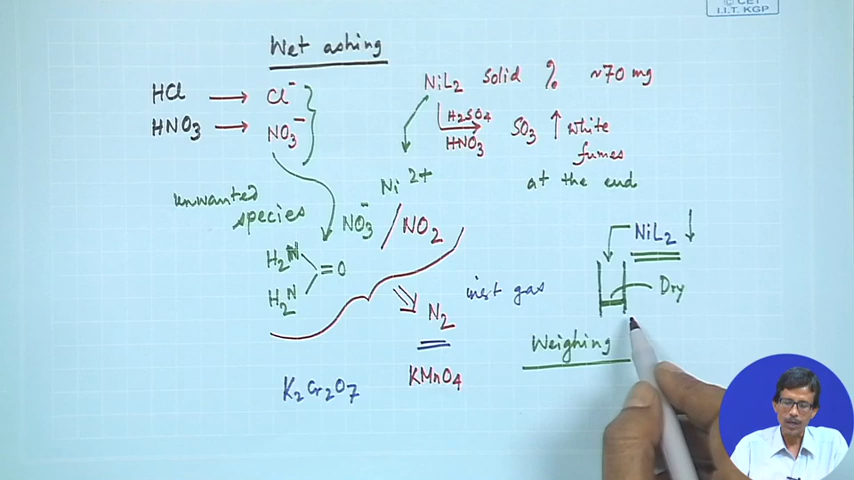 © CET
I.I.T. KGP
Wet ashing
HCl → Cl⁻
HNO3 → NO3⁻
unwanted
species
H2N
=O
H2N
K2Cr2O7
NiL2 solid % ~70 mg
H2SO4
HNO3
SO3 ↑ white
fumes
at the end
Ni2+
NO3⁻ / NO2
⇒ N2 inert gas
KMnO4
NiL2 ↓
Dry
Weighing